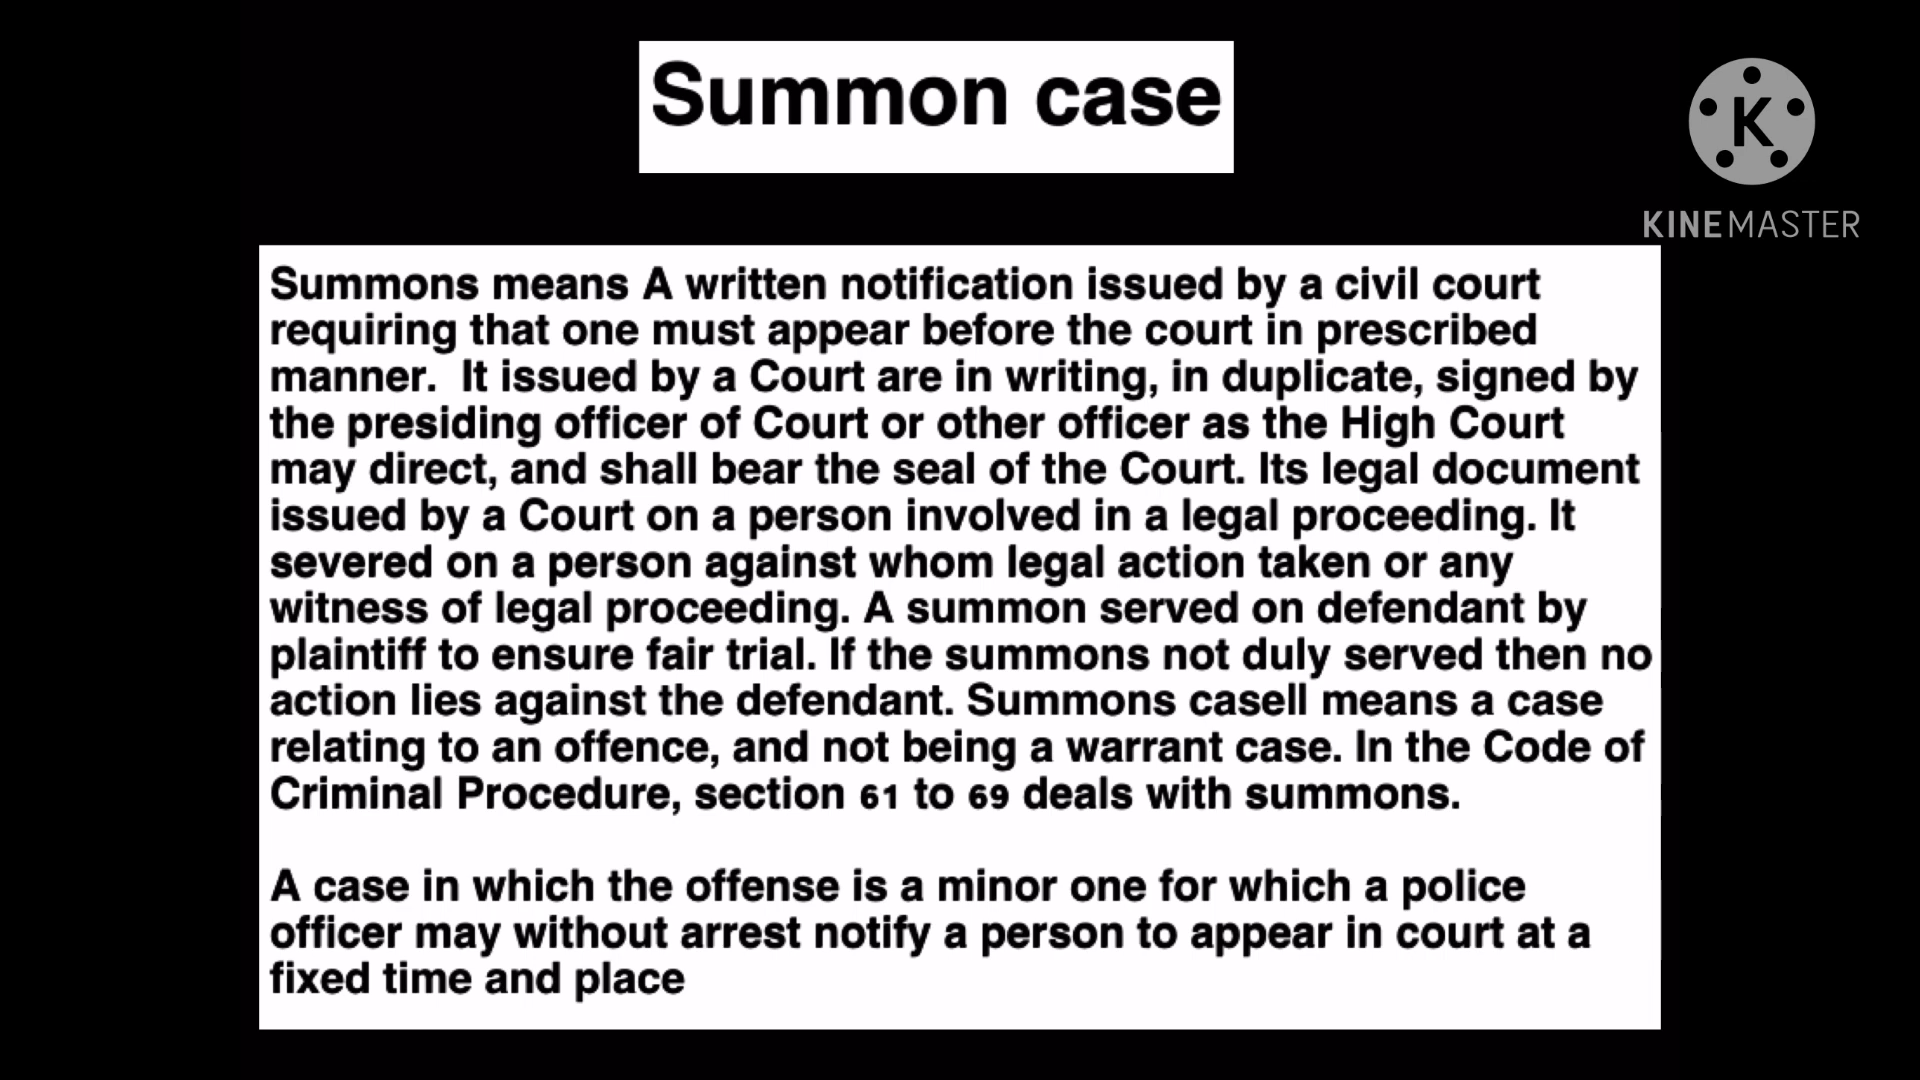 Summon case
K
KINEMASTER
Summons means A written notification issued by a civil court
requiring that one must appear before the court in prescribed
manner.  It issued by a Court are in writing, in duplicate, signed by
the presiding officer of Court or other officer as the High Court
may direct, and shall bear the seal of the Court. Its legal document
issued by a Court on a person involved in a legal proceeding. It
severed on a person against whom legal action taken or any
witness of legal proceeding. A summon served on defendant by
plaintiff to ensure fair trial. If the summons not duly served then no
action lies against the defendant. Summons casell means a case
relating to an offence, and not being a warrant case. In the Code of
Criminal Procedure, section 61 to 69 deals with summons.
A case in which the offense is a minor one for which a police
officer may without arrest notify a person to appear in court at a
fixed time and place